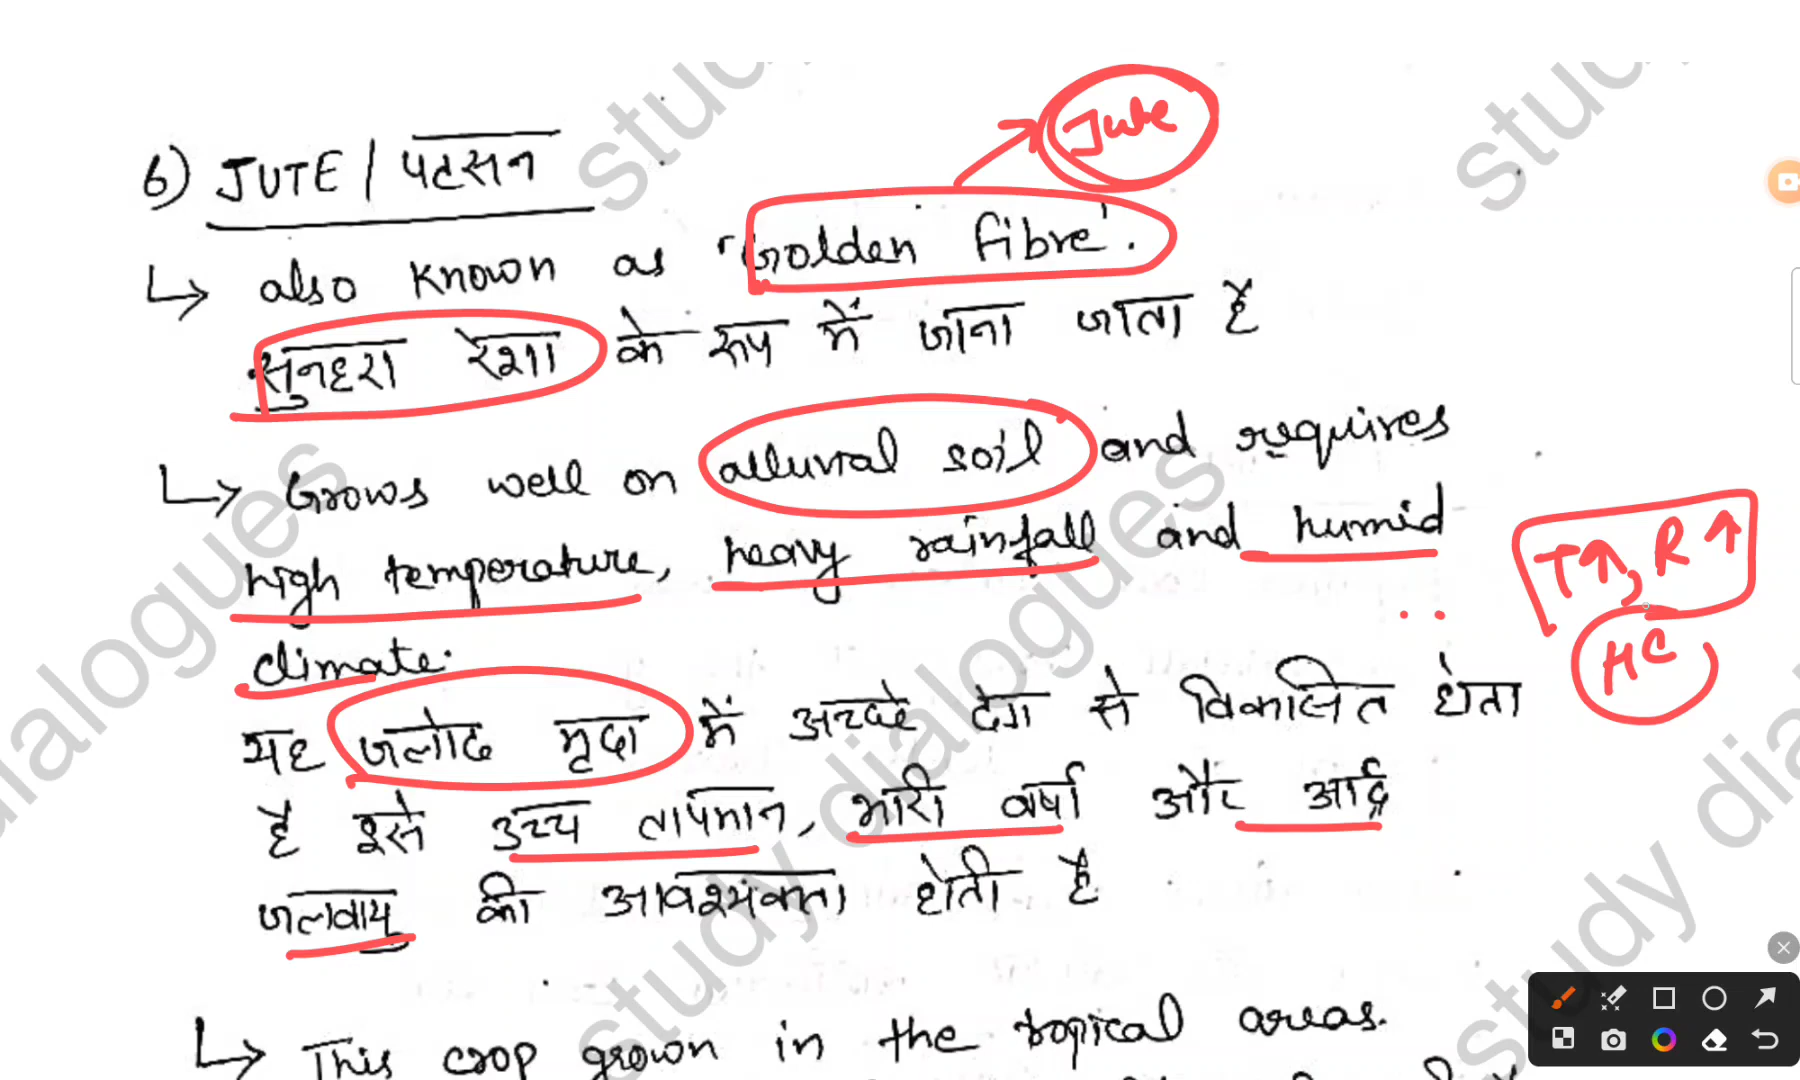 Jute
6) JUTE / पटसन
↳ also known as 'Golden fibre'.
सुनहरा रेशा के रूप में जाना जाता है
↳ Grows well on alluvial soil and requires
high temperature, heavy rainfall and humid
T↑, R↑
climate.
HC
यह जलोढ मृदा में अच्छे ढंग से विकसित होता
है इसे उच्च तापमान, भारी वर्षा और आर्द्र
जलवायु की आवश्यकता होती है
↳ This crop grown in the tropical areas.
study dialogues